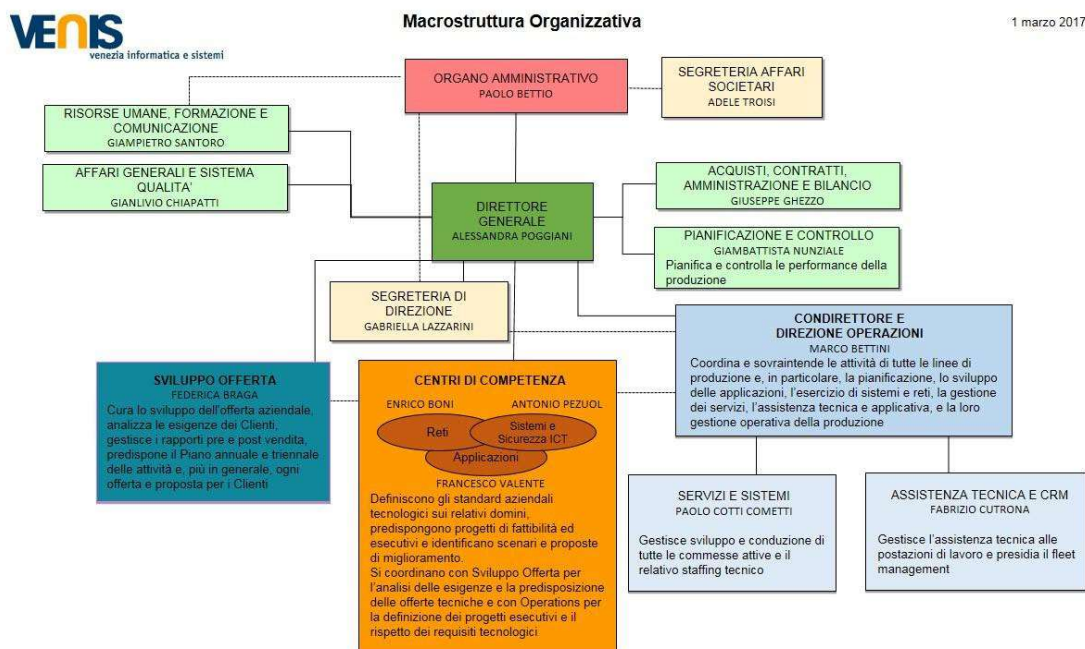 VENIS
venezia informatica e sistemi
Macrostruttura Organizzativa
1 marzo 2017
ORGANO AMMINISTRATIVO
PAOLO BETTIO
SEGRETERIA AFFARI
SOCIETARI
ADELE TROISI
RISORSE UMANE, FORMAZIONE E
COMUNICAZIONE
GIAMPIETRO SANTORO
AFFARI GENERALI E SISTEMA
QUALITA'
GIANLIVIO CHIAPATTI
DIRETTORE
GENERALE
ALESSANDRA POGGIANI
ACQUISTI, CONTRATTI,
AMMINISTRAZIONE E BILANCIO
GIUSEPPE GHEZZO
PIANIFICAZIONE E CONTROLLO
GIAMBATTISTA NUNZIALE
Pianifica e controlla le performance della
produzione
SEGRETERIA DI
DIREZIONE
GABRIELLA LAZZARINI
CONDIRETTORE E
DIREZIONE OPERAZIONI
MARCO BETTINI
Coordina e sovraintende le attività di tutte le linee di
produzione e, in particolare, la pianificazione, lo sviluppo
delle applicazioni, l'esercizio di sistemi e reti, la gestione
dei servizi, l'assistenza tecnica e applicativa, e la loro
gestione operativa della produzione
SVILUPPO OFFERTA
FEDERICA BRAGA
Cura lo sviluppo dell'offerta aziendale,
analizza le esigenze dei Clienti,
gestisce i rapporti pre e post vendita,
predispone il Piano annuale e triennale
delle attività e, più in generale, ogni
offerta e proposta per i Clienti
CENTRI DI COMPETENZA
ENRICO BONI
ANTONIO PEZUOL
Reti
Sistemi e
Sicurezza ICT
Applicazioni
FRANCESCO VALENTE
Definiscono gli standard aziendali
tecnologici sui relativi domini,
predispongono progetti di fattibilità ed
esecutivi e identificano scenari e proposte
di miglioramento.
Si coordinano con Sviluppo Offerta per
l'analisi delle esigenze e la predisposizione
delle offerte tecniche e con Operations per
la definizione dei progetti esecutivi e il
rispetto dei requisiti tecnologici
SERVIZI E SISTEMI
PAOLO COTTI COMETTI
Gestisce sviluppo e conduzione di
tutte le commesse attive e il
relativo staffing tecnico
ASSISTENZA TECNICA E CRM
FABRIZIO CUTRONA
Gestisce l'assistenza tecnica alle
postazioni di lavoro e presidia il fleet
management